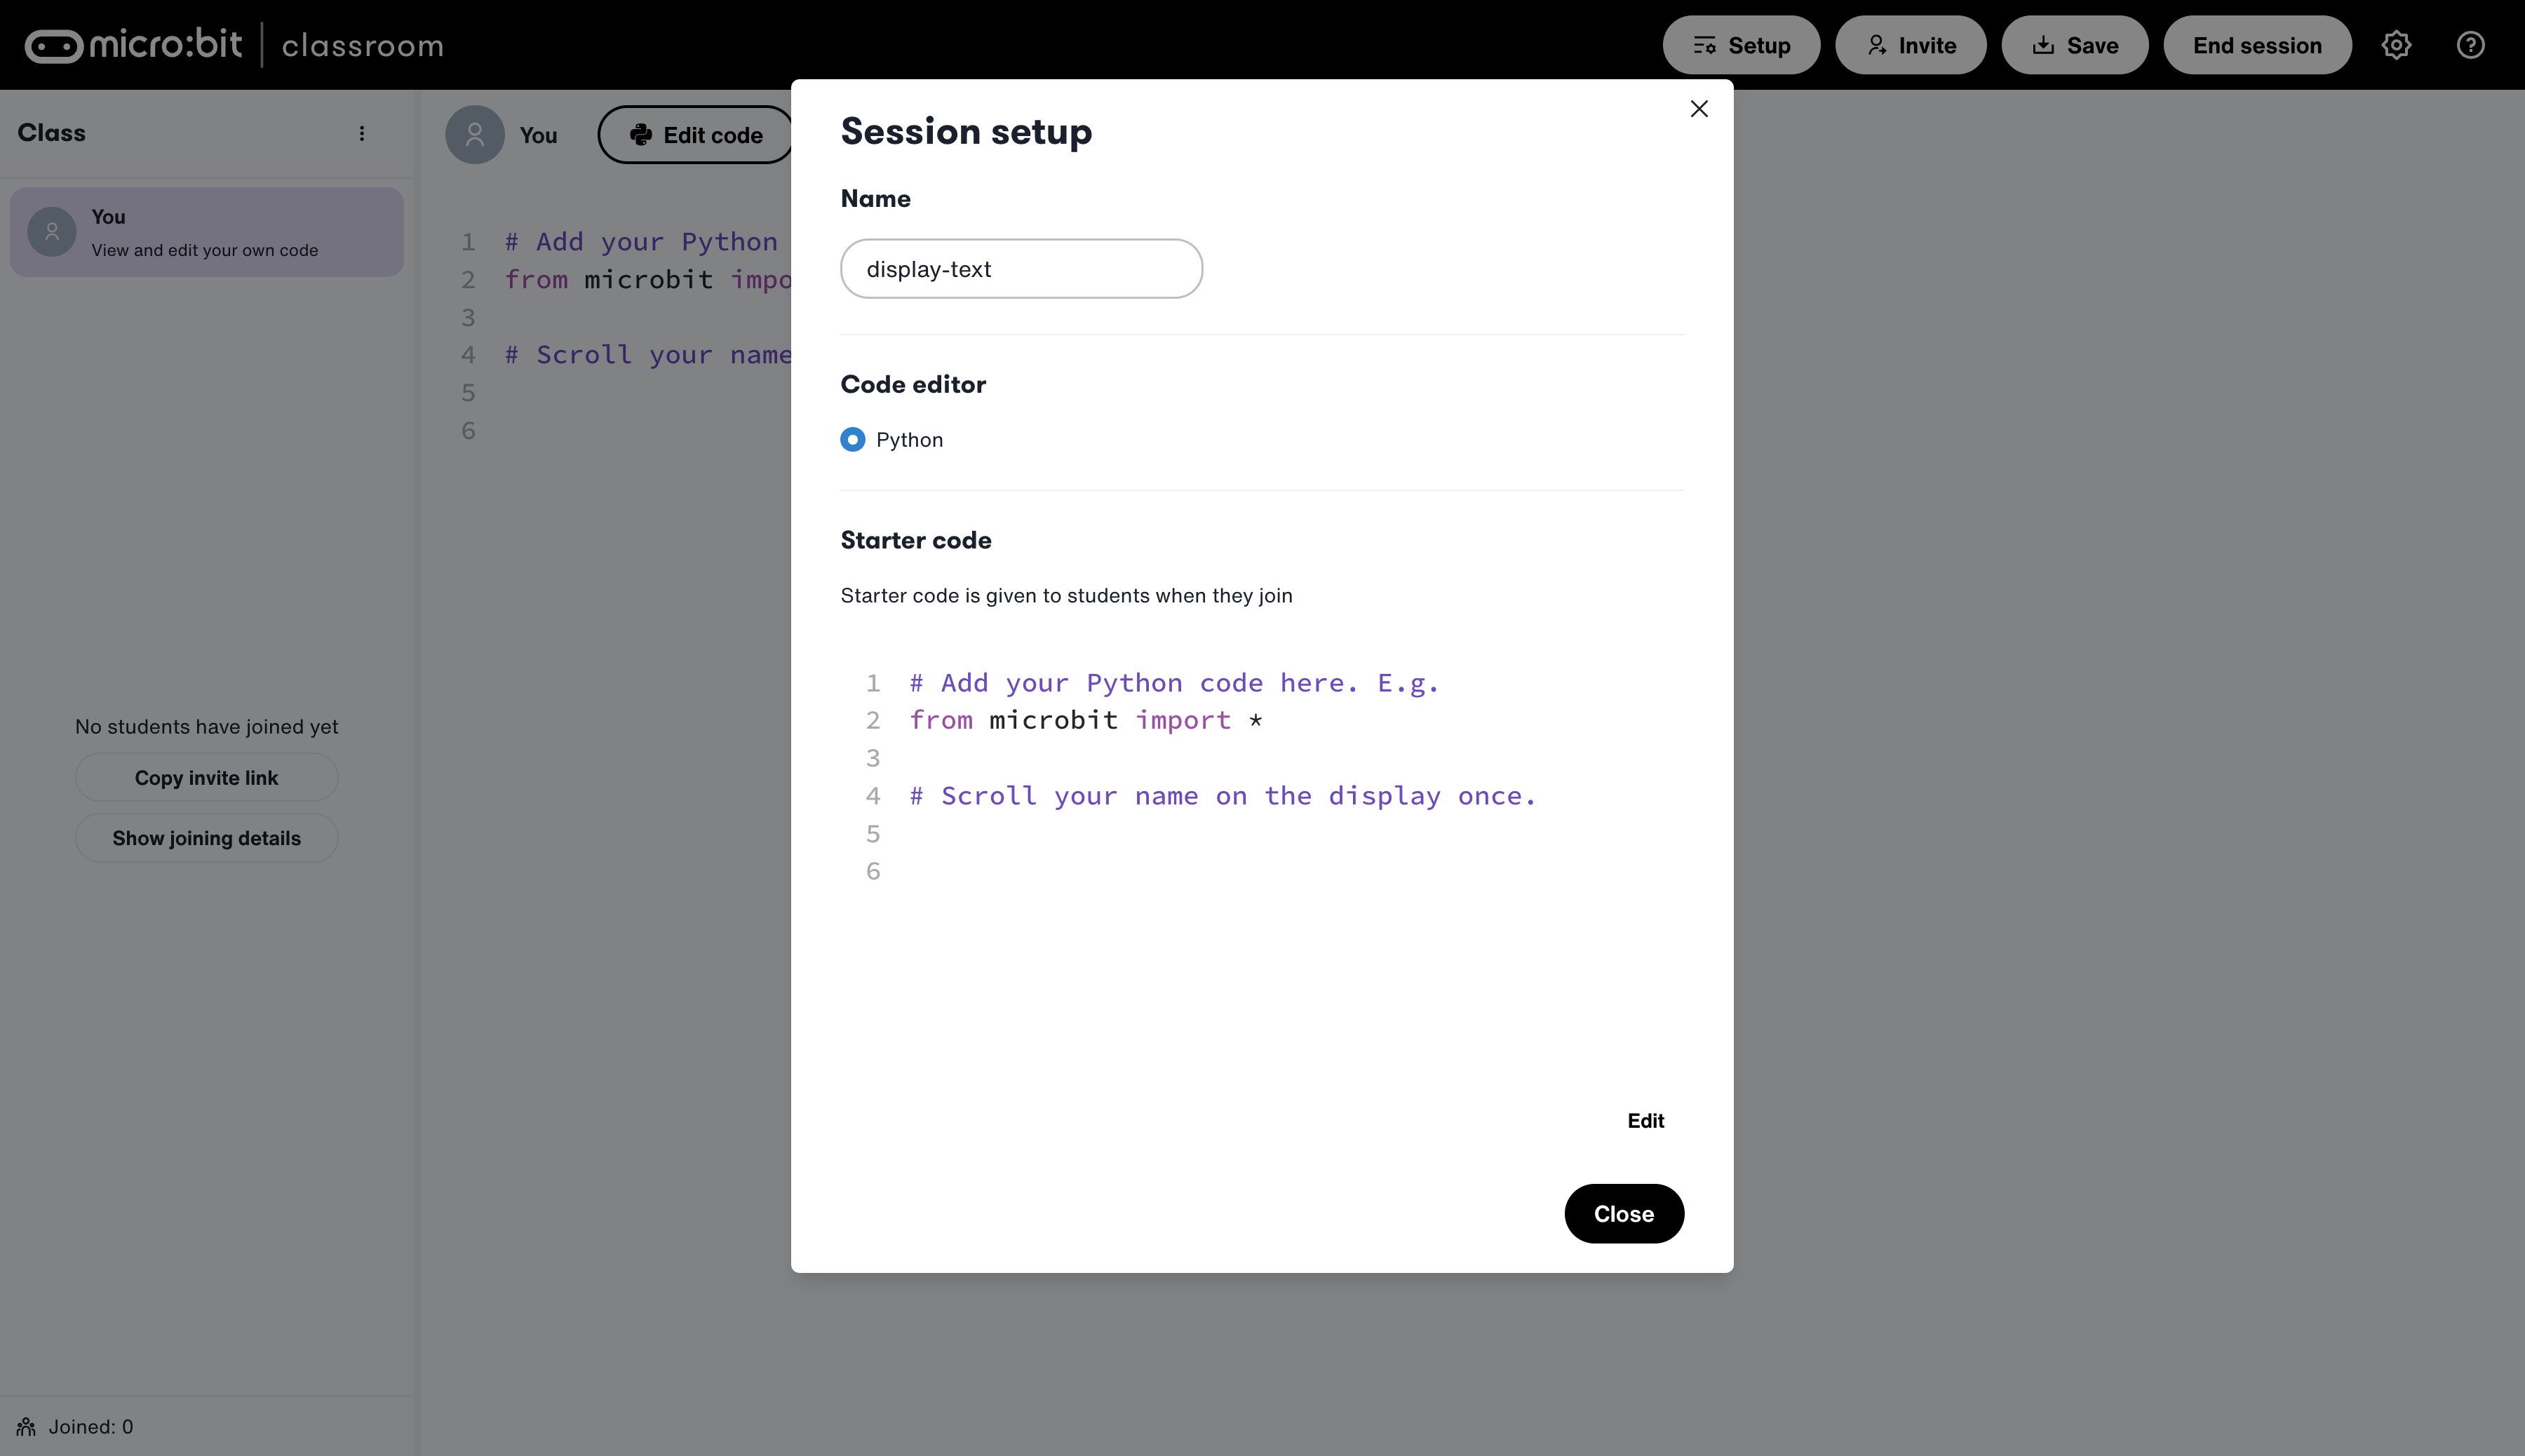 micro:bit classroom
Setup
Invite
Save
End session
Class
You
View and edit your own code
No students have joined yet
Copy invite link
Show joining details
Joined: 0
You
Edit code
1 # Add your Python
2 from microbit impo
3
4 # Scroll your name
5
6
Session setup
Name
display-text
Code editor
Python
Starter code
Starter code is given to students when they join
1 # Add your Python code here. E.g.
2 from microbit import *
3
4 # Scroll your name on the display once.
5
6
Edit
Close